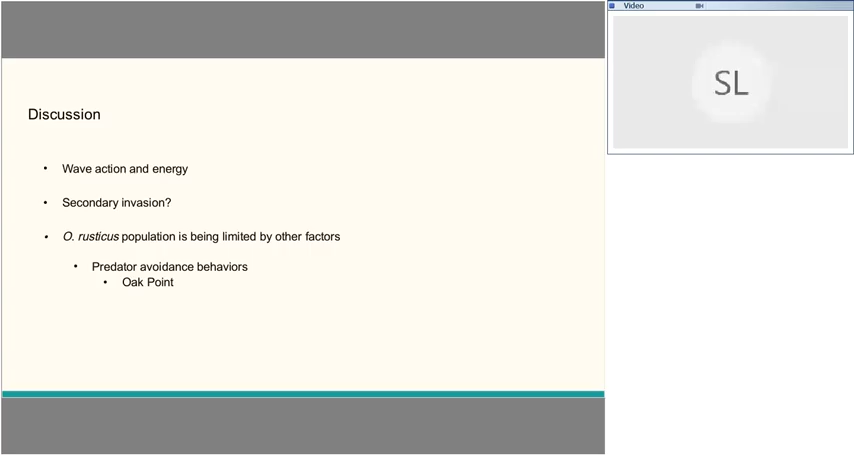 Video
SL
Discussion
• Wave action and energy
• Secondary invasion?
• O. rusticus population is being limited by other factors
• Predator avoidance behaviors
• Oak Point